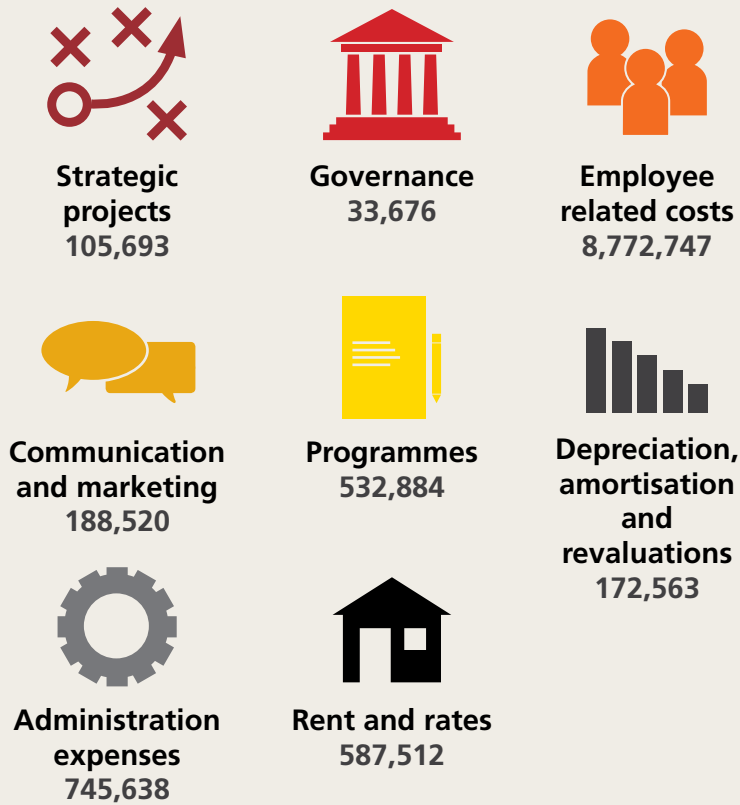 Strategic
projects
105,693
Governance
33,676
Employee
related costs
8,772,747
Communication
and marketing
188,520
Programmes
532,884
Depreciation,
amortisation
and
revaluations
172,563
Administration
expenses
745,638
Rent and rates
587,512